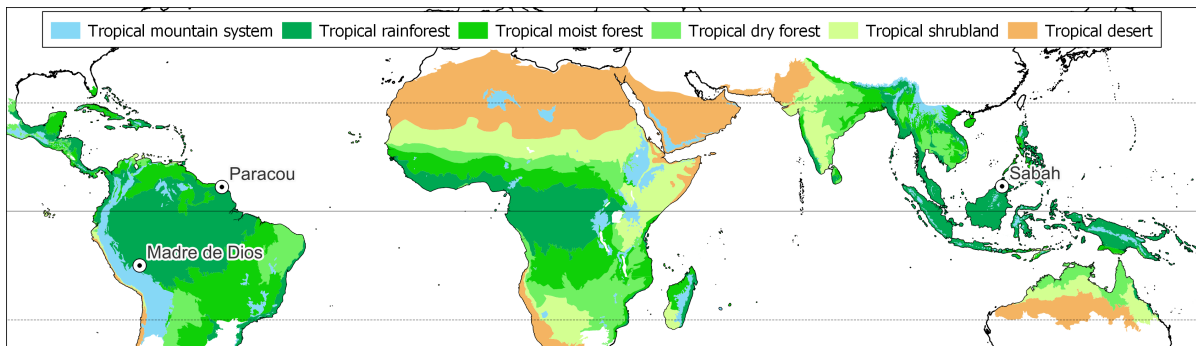 Tropical mountain system Tropical rainforest Tropical moist forest Tropical dry forest Tropical shrubland Tropical desert
Paracou
Sabah
Madre de Dios